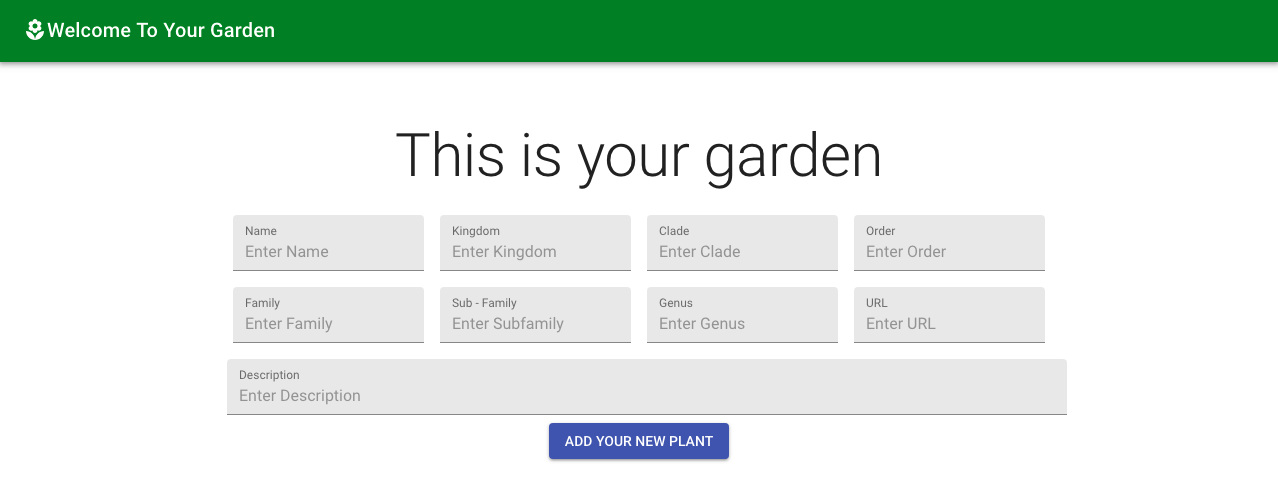 Welcome To Your Garden
This is your garden
Name Kingdom Clade Order
Enter Name Enter Kingdom Enter Clade Enter Order
Family Sub - Family Genus URL
Enter Family Enter Subfamily Enter Genus Enter URL
Description
Enter Description
ADD YOUR NEW PLANT